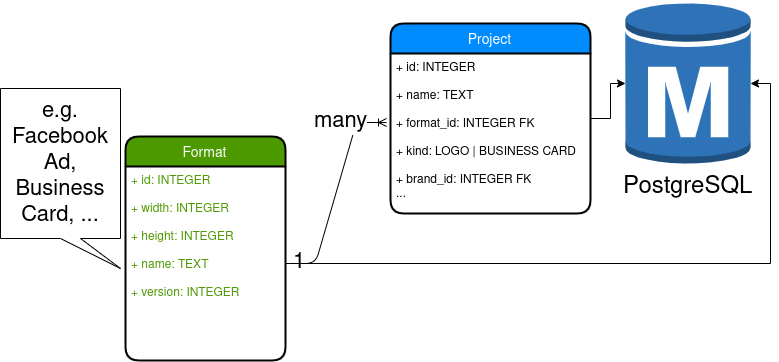 Project
+ id: INTEGER
+ name: TEXT
+ format_id: INTEGER FK
+ kind: LOGO | BUSINESS CARD
+ brand_id: INTEGER FK
...
M
PostgreSQL
many
1
e.g.
Facebook
Ad,
Business
Card, ...
Format
+ id: INTEGER
+ width: INTEGER
+ height: INTEGER
+ name: TEXT
+ version: INTEGER